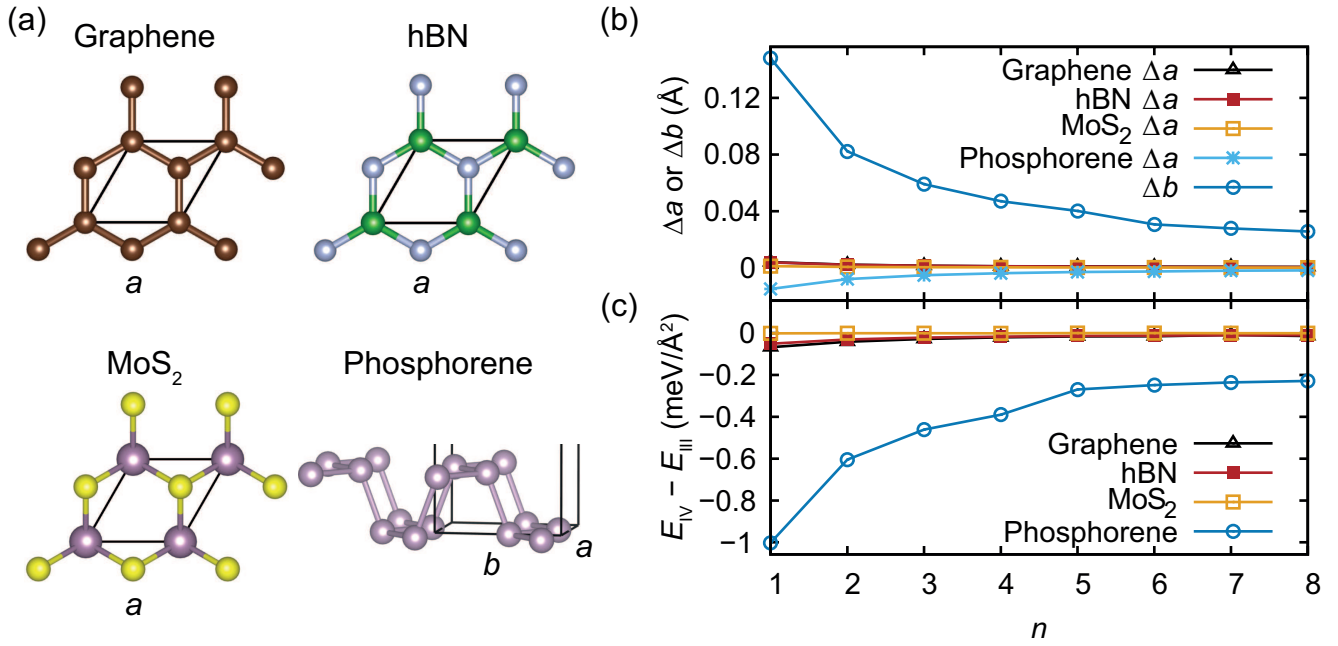 (a)
Graphene
hBN
a
a
MoS₂
Phosphorene
a
b
a
(b)
Δa or Δb (Å)
0.12
0.08
0.04
0
Graphene Δa
hBN Δa
MoS₂ Δa
Phosphorene Δa
Δb
(c)
E_IV − E_III (meV/Å²)
0
−0.2
−0.4
−0.6
−0.8
−1
Graphene
hBN
MoS₂
Phosphorene
1 2 3 4 5 6 7 8
n